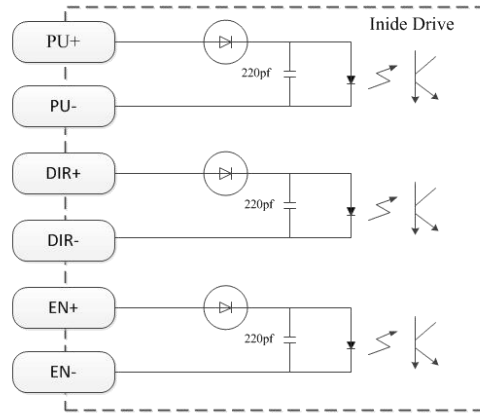 Inide Drive
PU+
220pf
PU-
DIR+
220pf
DIR-
EN+
220pf
EN-